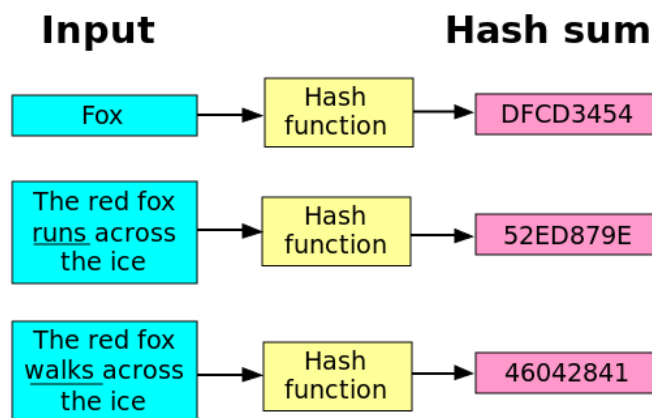 Input
Hash sum
Fox
Hash
function
DFCD3454
The red fox
runs across
the ice
Hash
function
52ED879E
The red fox
walks across
the ice
Hash
function
46042841